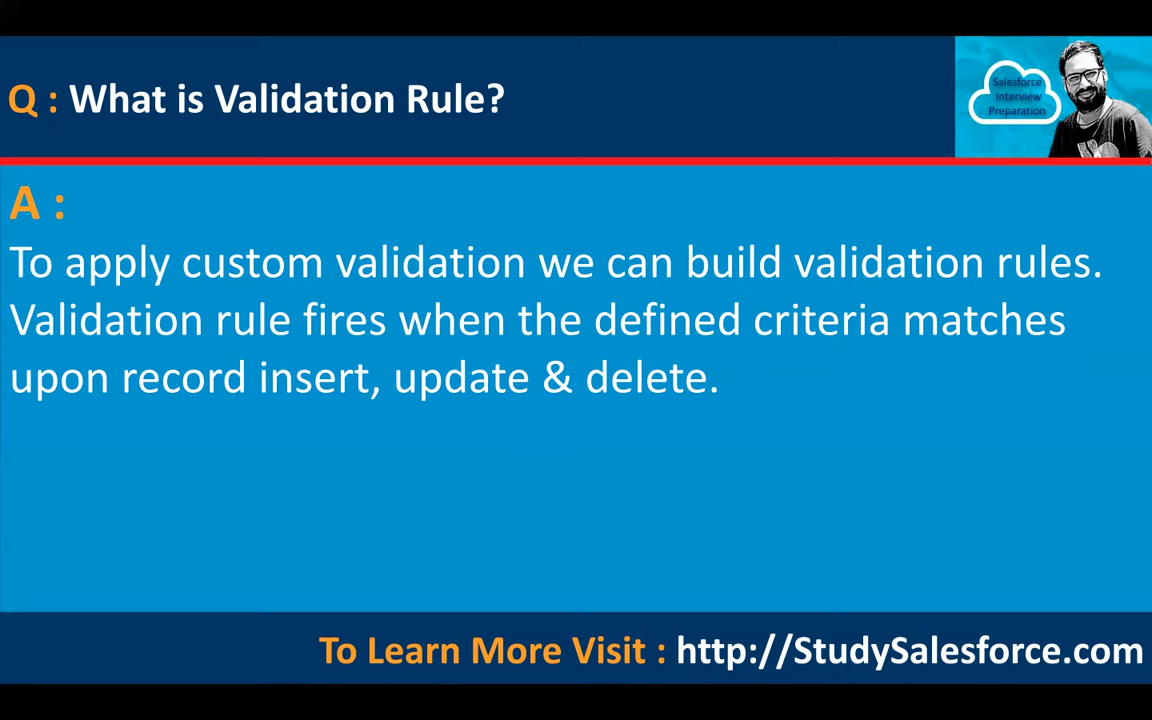 Q : What is Validation Rule?
Salesforce
Interview
Preparation
A :
To apply custom validation we can build validation rules.
Validation rule fires when the defined criteria matches
upon record insert, update & delete.
To Learn More Visit : http://StudySalesforce.com